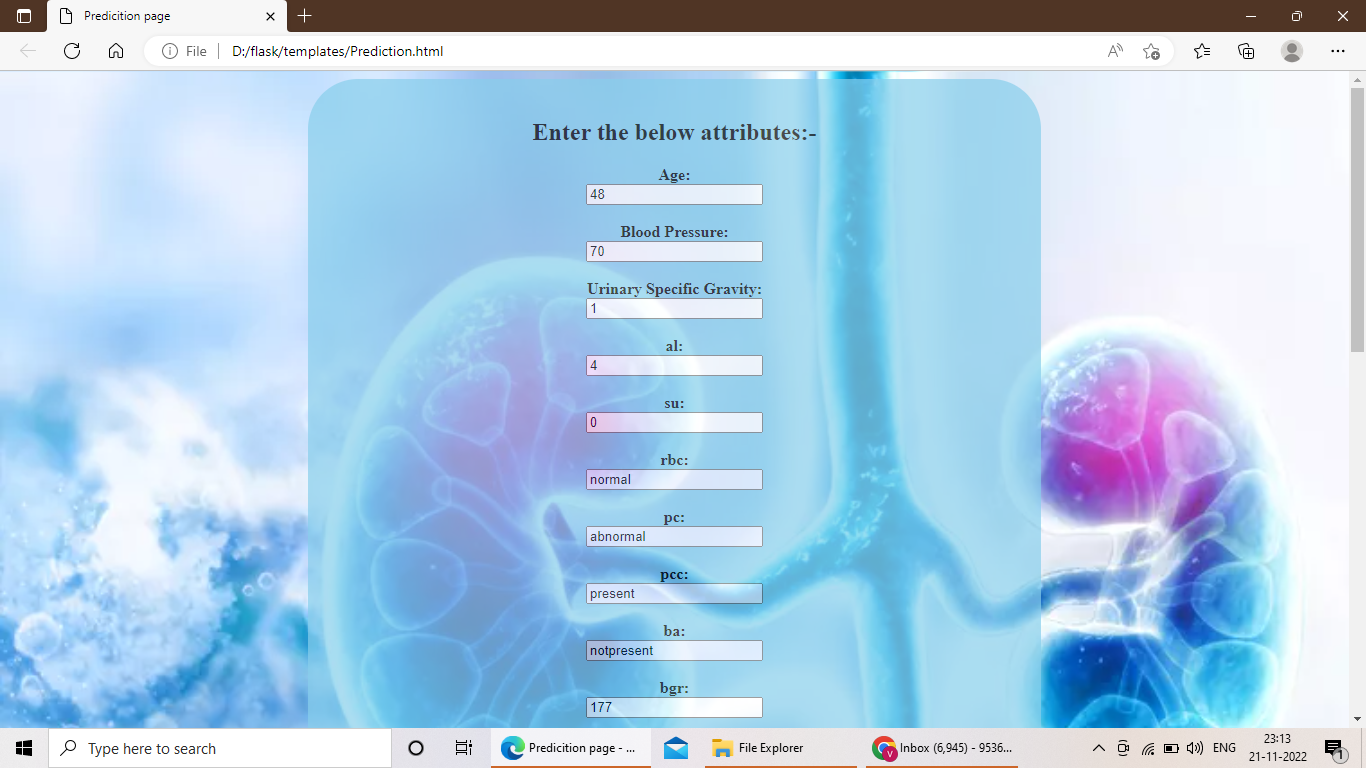 Predicition page
File
D:/flask/templates/Prediction.html
Enter the below attributes:-
Age:
48
Blood Pressure:
70
Urinary Specific Gravity:
1
al:
4
su:
0
rbc:
normal
pc:
abnormal
pcc:
present
ba:
notpresent
bgr:
177
Type here to search
Predicition page - ...
File Explorer
V
Inbox (6,945) - 9536...
ENG
23:13
21-11-2022
1